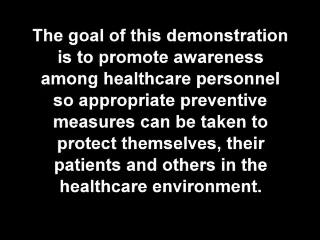 The goal of this demonstration
is to promote awareness
among healthcare personnel
so appropriate preventive
measures can be taken to
protect themselves, their
patients and others in the
healthcare environment.